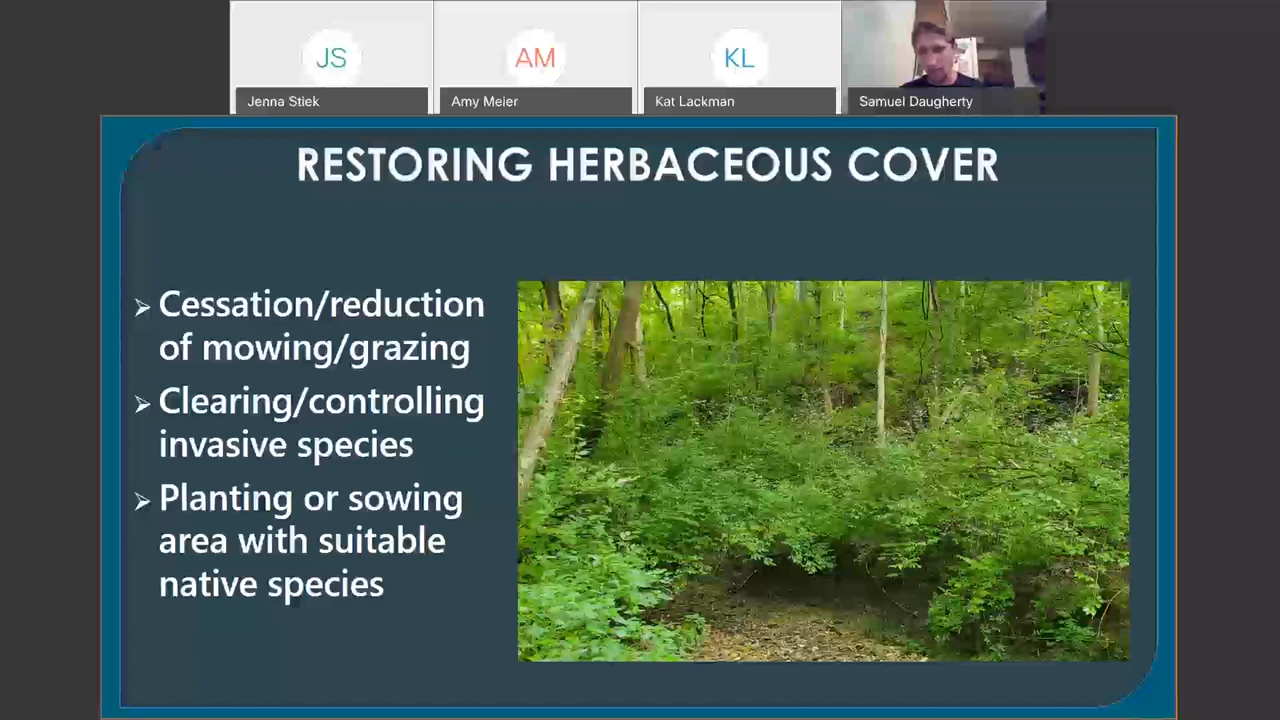 JS
AM
KL
Jenna Stiek
Amy Meier
Kat Lackman
Samuel Daugherty
RESTORING HERBACEOUS COVER
Cessation/reduction
of mowing/grazing
Clearing/controlling
invasive species
Planting or sowing
area with suitable
native species